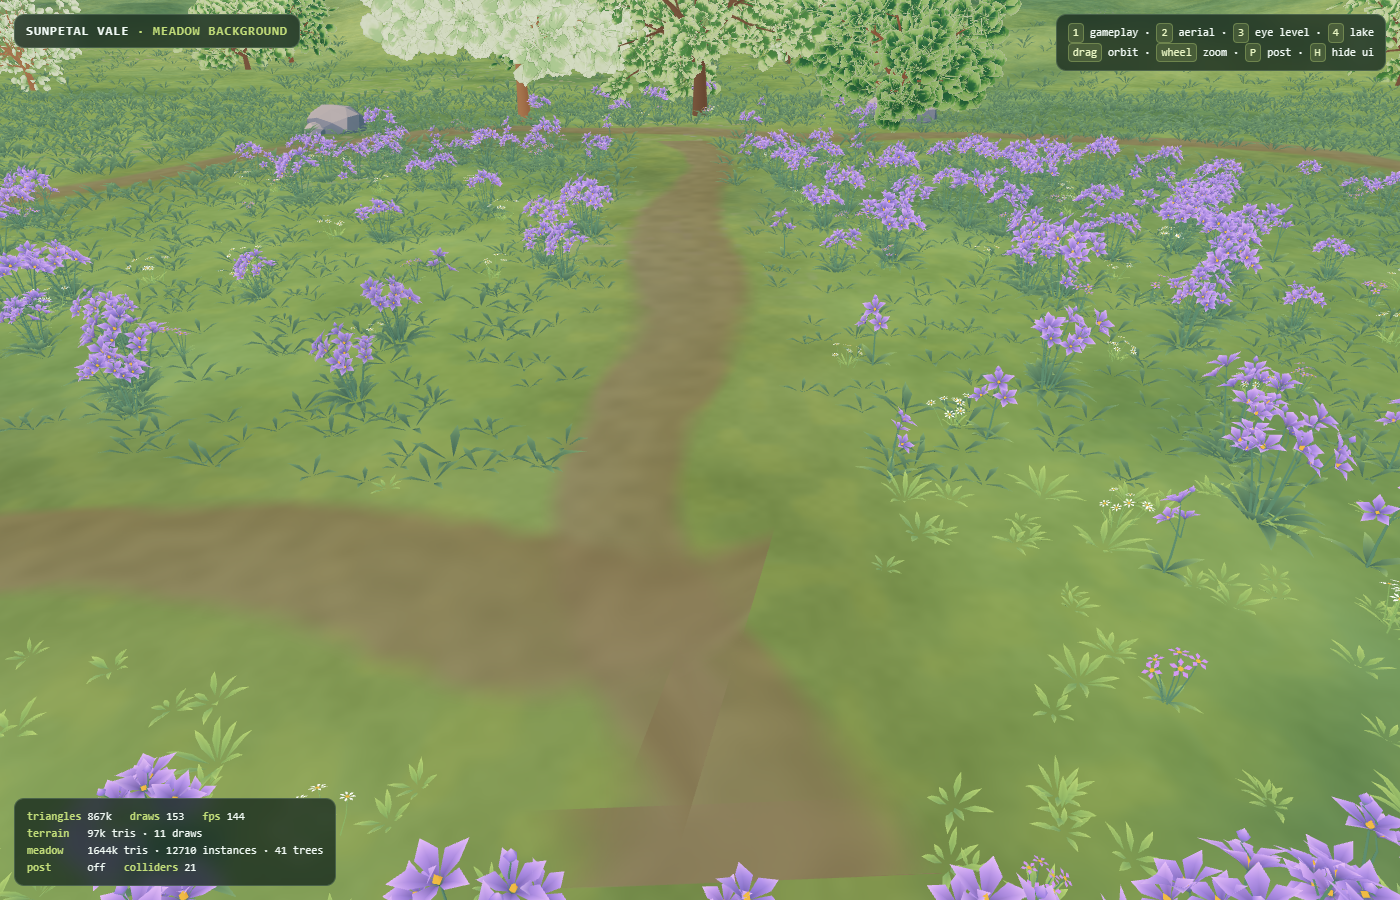 SUNPETAL VALE · MEADOW BACKGROUND
1 gameplay · 2 aerial · 3 eye level · 4 lake
drag orbit · wheel zoom · P post · H hide ui
triangles 867k draws 153 fps 144
terrain 97k tris · 11 draws
meadow 1644k tris · 12710 instances · 41 trees
post off colliders 21